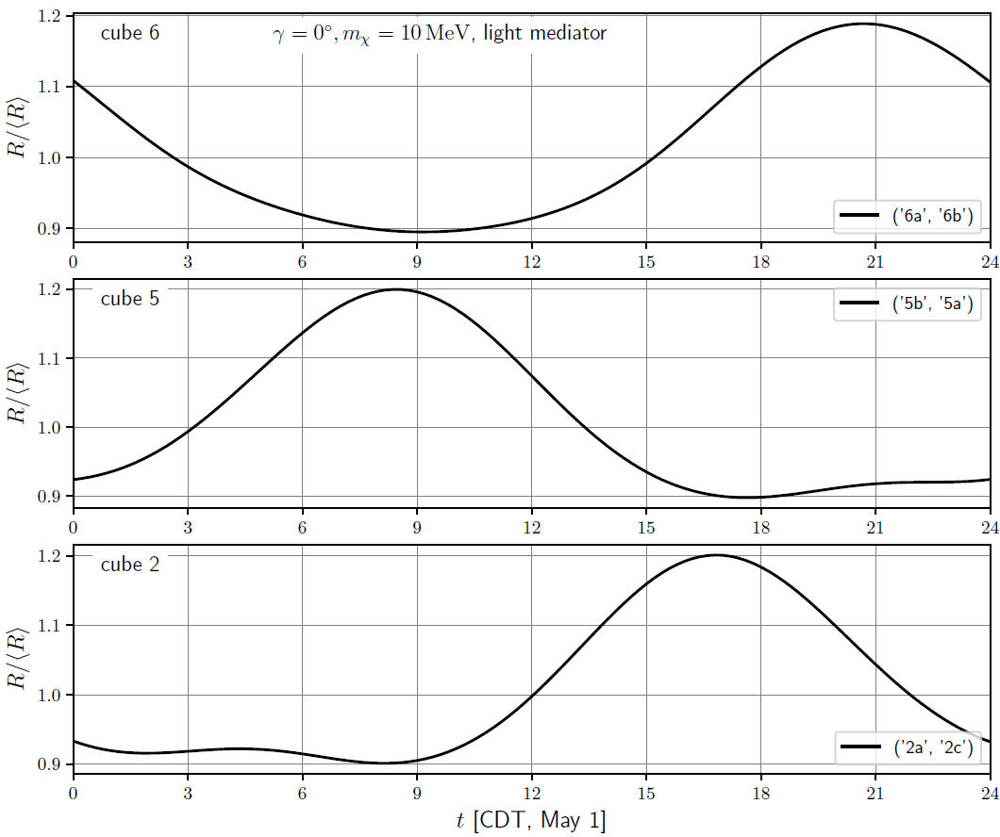 1.2
cube 6
γ = 0°, mχ = 10 MeV, light mediator
1.1
R/⟨R⟩
1.0
0.9
('6a', '6b')
0 3 6 9 12 15 18 21 24
1.2
cube 5
('5b', '5a')
1.1
R/⟨R⟩
1.0
0.9
0 3 6 9 12 15 18 21 24
1.2
cube 2
1.1
R/⟨R⟩
1.0
0.9
('2a', '2c')
0 3 6 9 12 15 18 21 24
t [CDT, May 1]